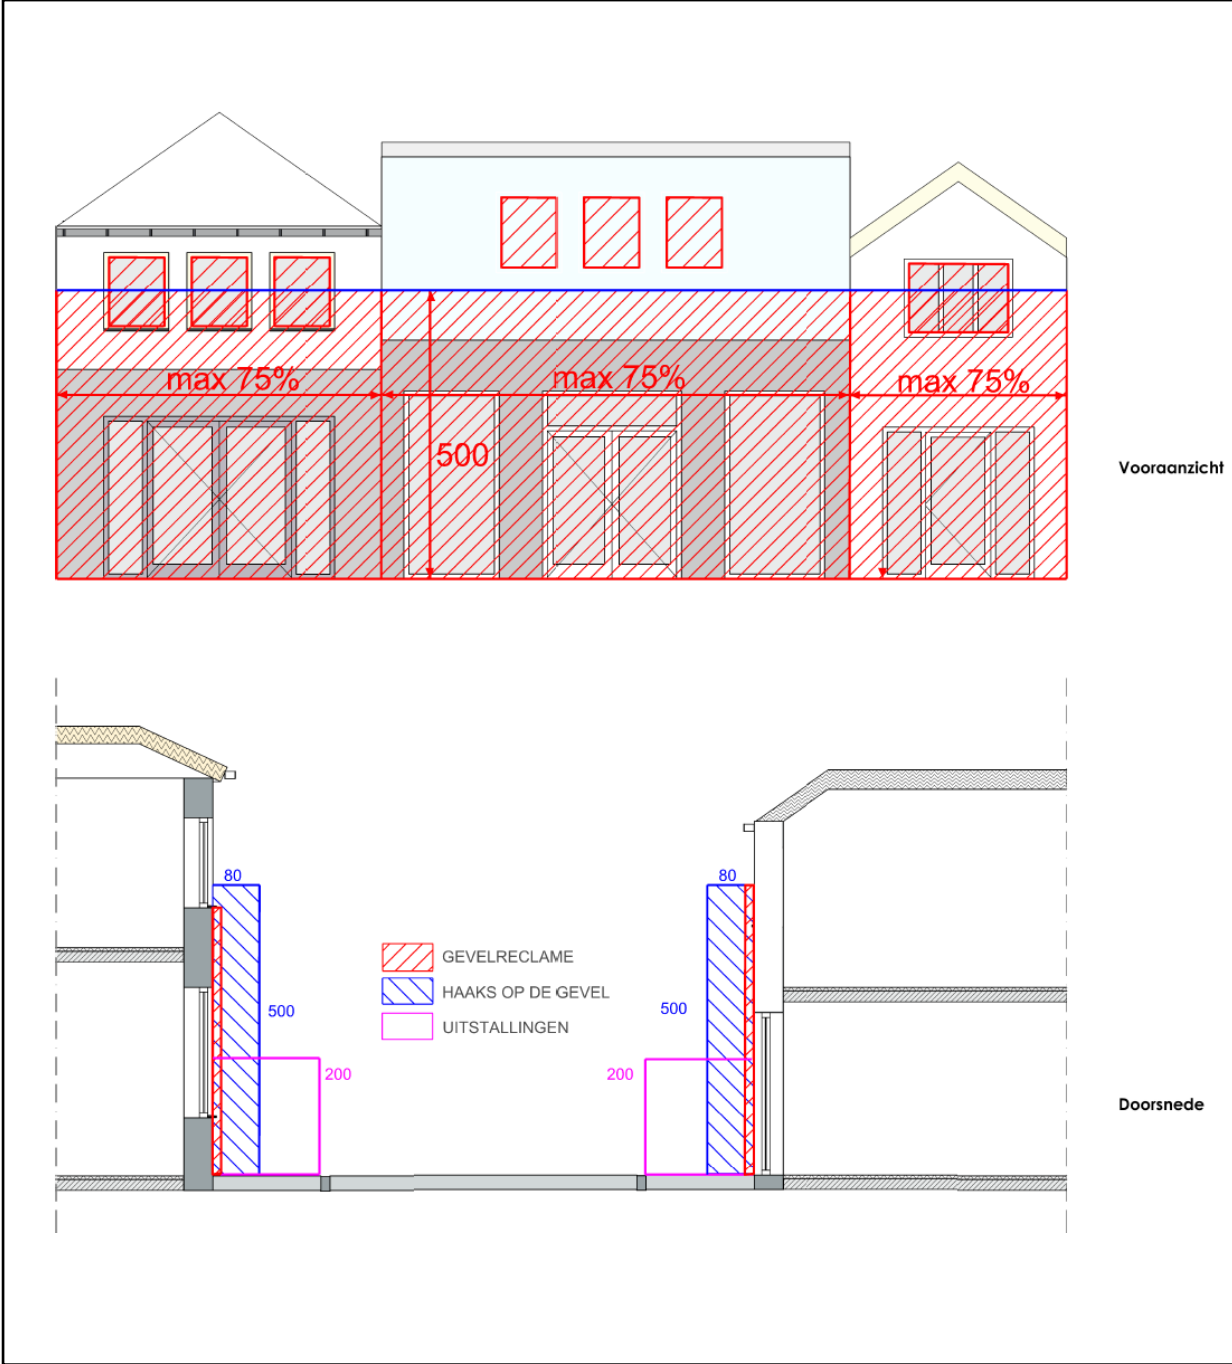 max 75%
max 75%
max 75%
500
Vooraanzicht
80
80
GEVELRECLAME
HAAKS OP DE GEVEL
500
500
UITSTALLINGEN
200
200
Doorsnede